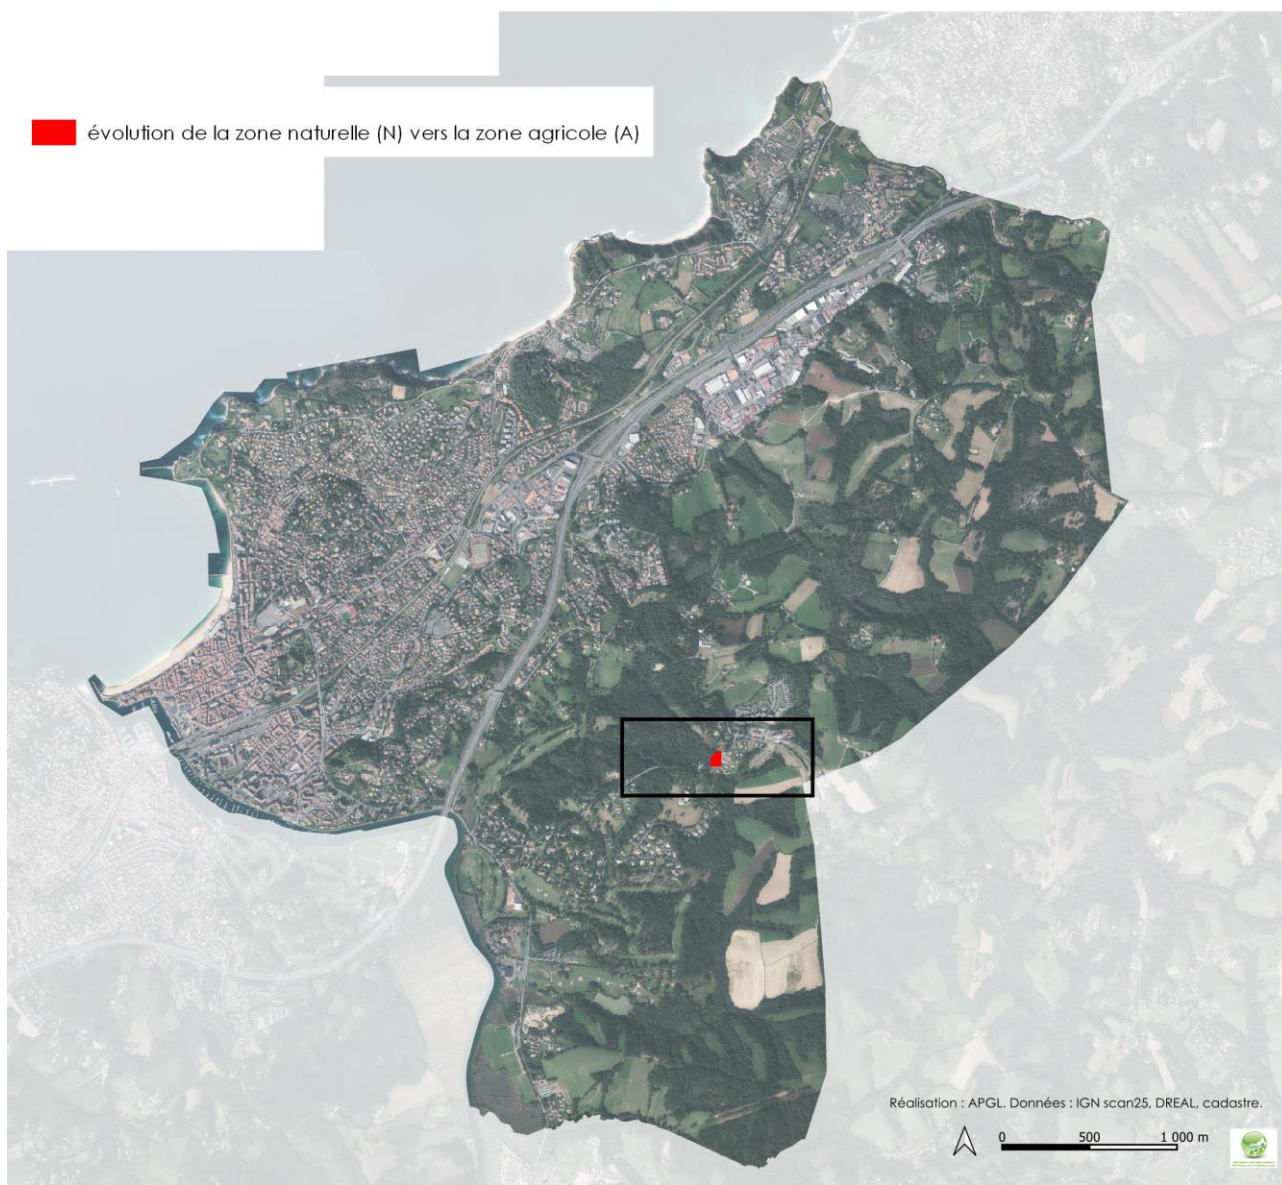 évolution de la zone naturelle (N) vers la zone agricole (A)
Réalisation : APGL. Données : IGN scan25, DREAL, cadastre.
0 500 1 000 m